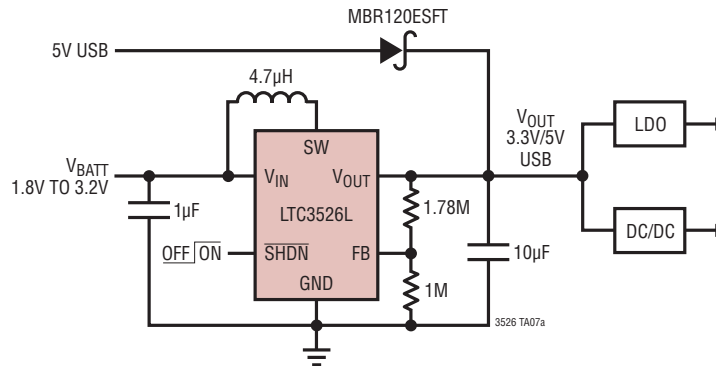 MBR120ESFT
5V USB
4.7µH
VOUT
3.3V/5V
USB
LDO
SW
VBATT
1.8V TO 3.2V
VIN
VOUT
1.78M
1µF
LTC3526L
DC/DC
OFF ON
SHDN
FB
10µF
GND
1M
3526 TA07a